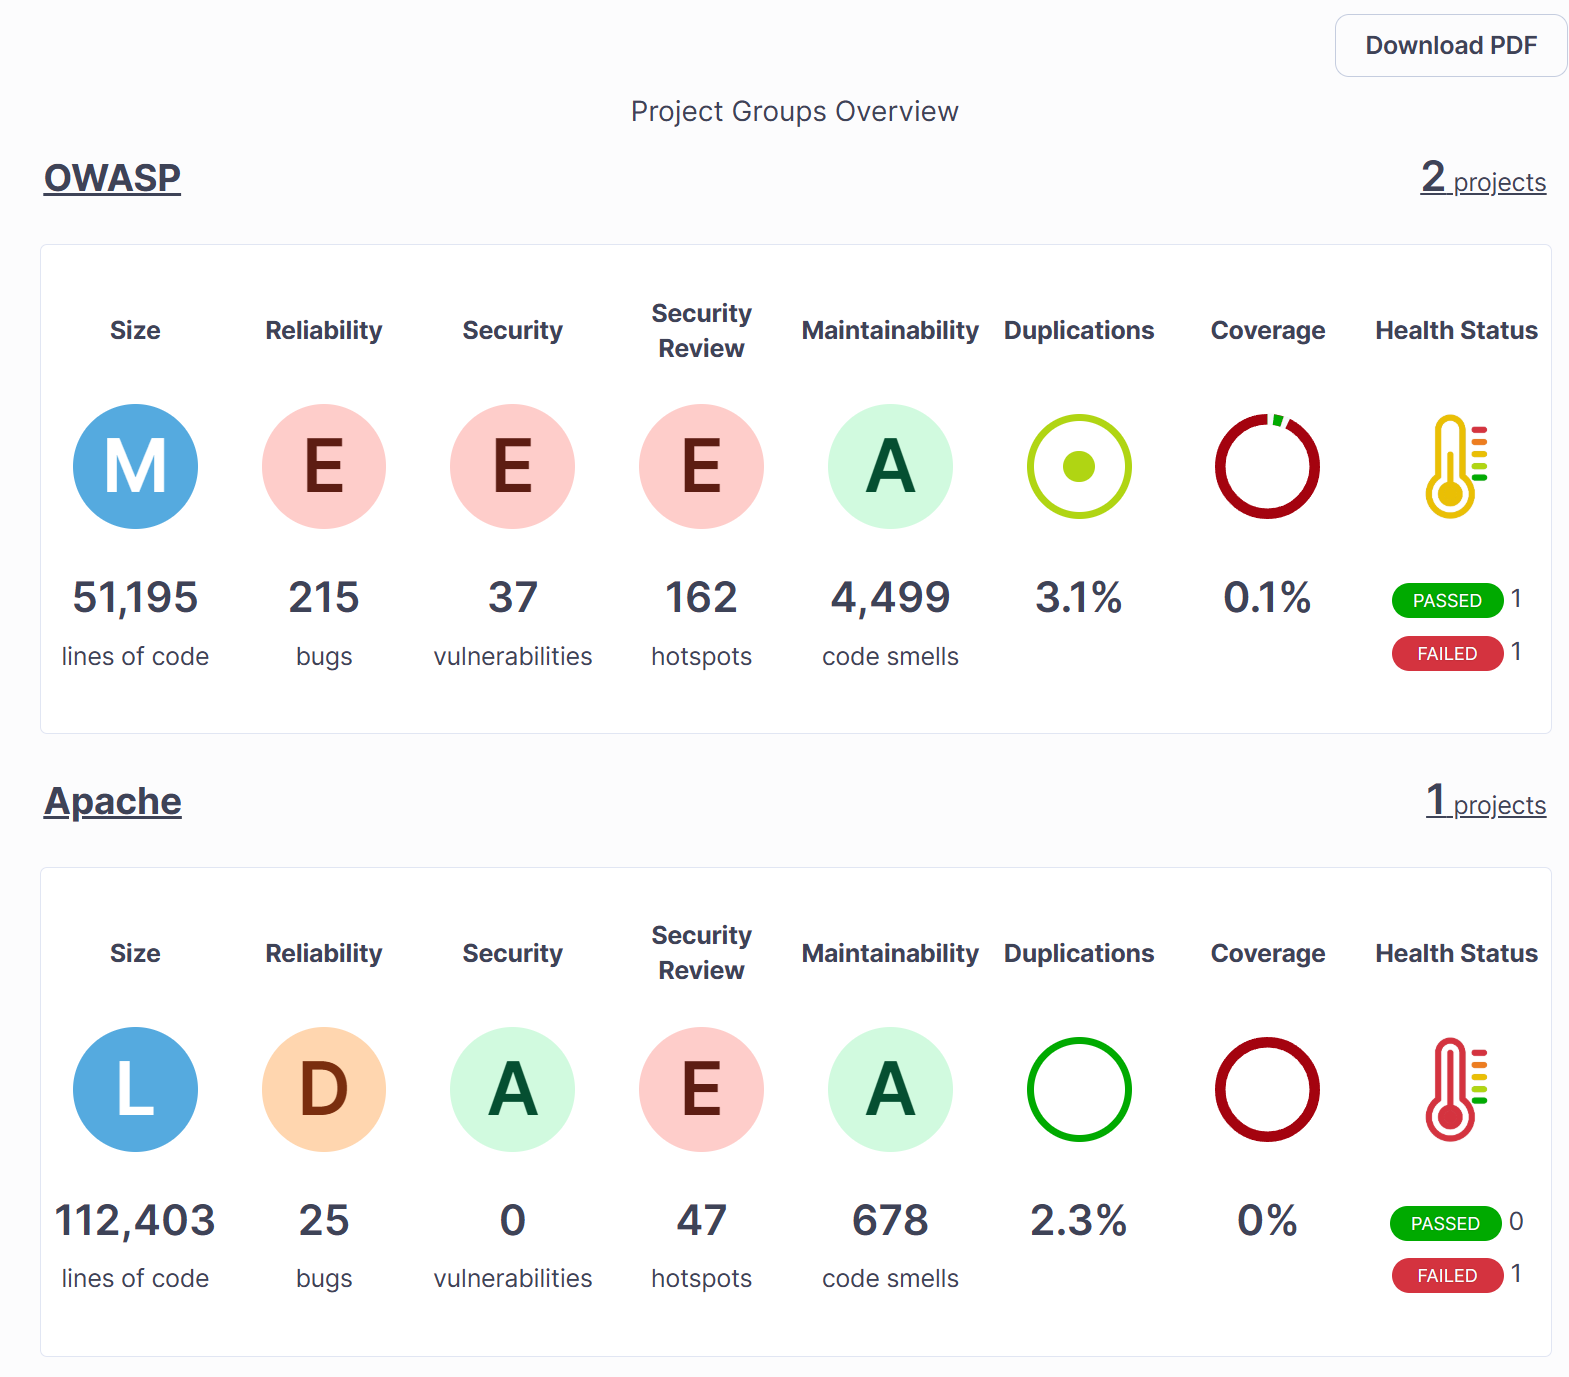 Download PDF
Project Groups Overview
OWASP
2 projects
Size Reliability Security Security Review Maintainability Duplications Coverage Health Status
M E E E A
51,195 215 37 162 4,499 3.1% 0.1% PASSED 1
lines of code bugs vulnerabilities hotspots code smells FAILED 1
Apache
1 projects
Size Reliability Security Security Review Maintainability Duplications Coverage Health Status
L D A E A
112,403 25 0 47 678 2.3% 0% PASSED 0
lines of code bugs vulnerabilities hotspots code smells FAILED 1